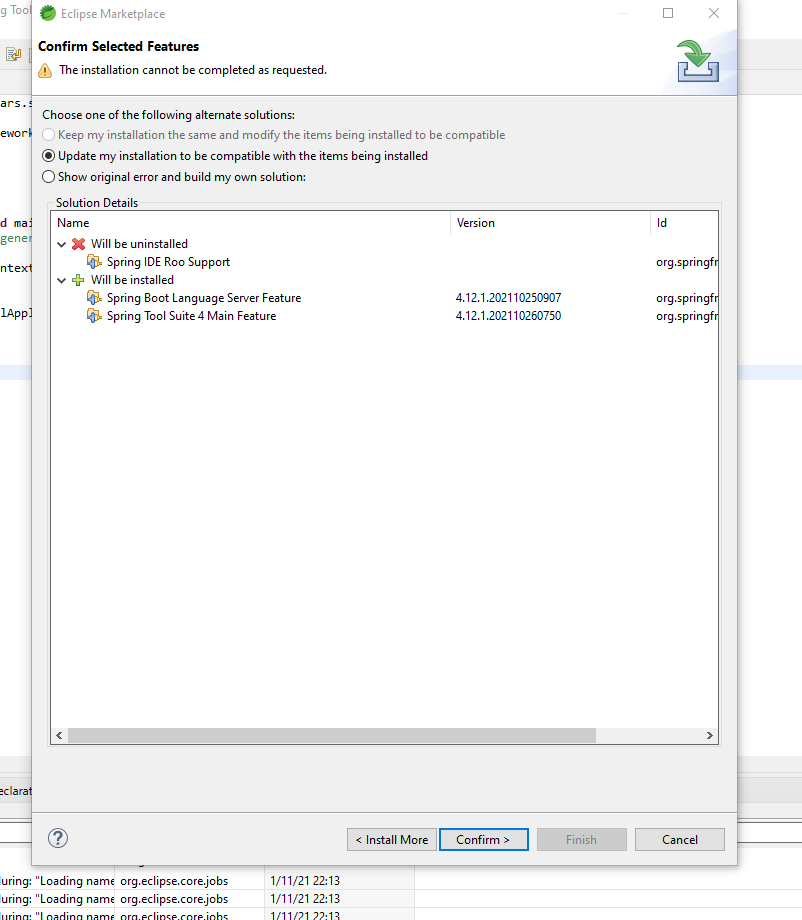 g Tool
Eclipse Marketplace
Confirm Selected Features
The installation cannot be completed as requested.
ars.s
ework
d mai
gener
ntext
lAppl
Choose one of the following alternate solutions:
Keep my installation the same and modify the items being installed to be compatible
Update my installation to be compatible with the items being installed
Show original error and build my own solution:
Solution Details
Name Version Id
Will be uninstalled
Spring IDE Roo Support org.springfr
Will be installed
Spring Boot Language Server Feature 4.12.1.202110250907 org.springfr
Spring Tool Suite 4 Main Feature 4.12.1.202110260750 org.springfr
eclarat
? < Install More Confirm > Finish Cancel
luring: "Loading name org.eclipse.core.jobs 1/11/21 22:13
luring: "Loading name org.eclipse.core.jobs 1/11/21 22:13
luring: "Loading name org.eclipse.core.jobs 1/11/21 22:13